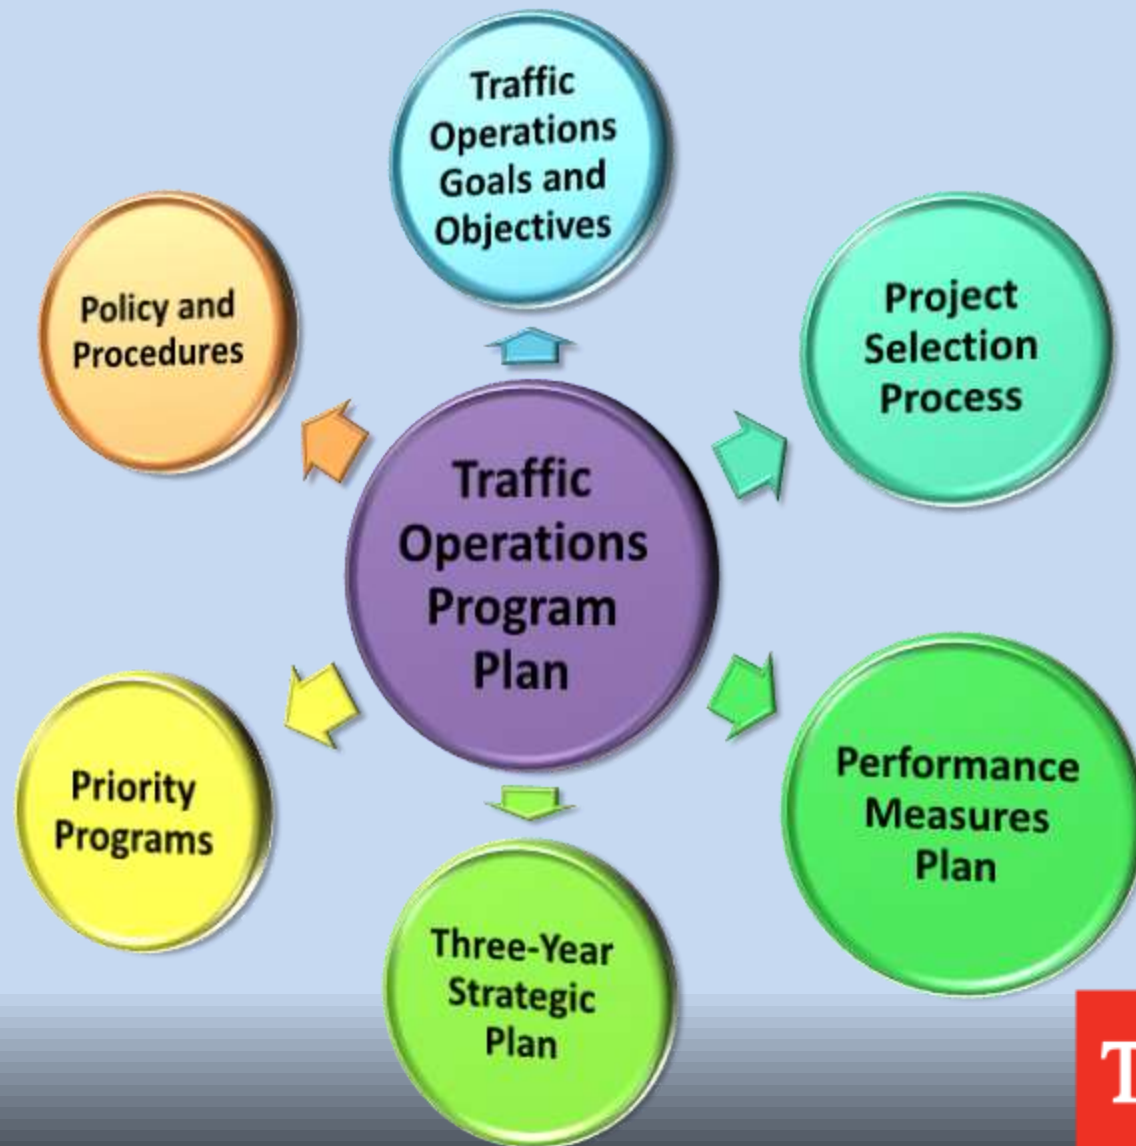 Traffic
Operations
Goals and
Objectives
Policy and
Procedures
Project
Selection
Process
Traffic
Operations
Program
Plan
Priority
Programs
Performance
Measures
Plan
Three-Year
Strategic
Plan
T